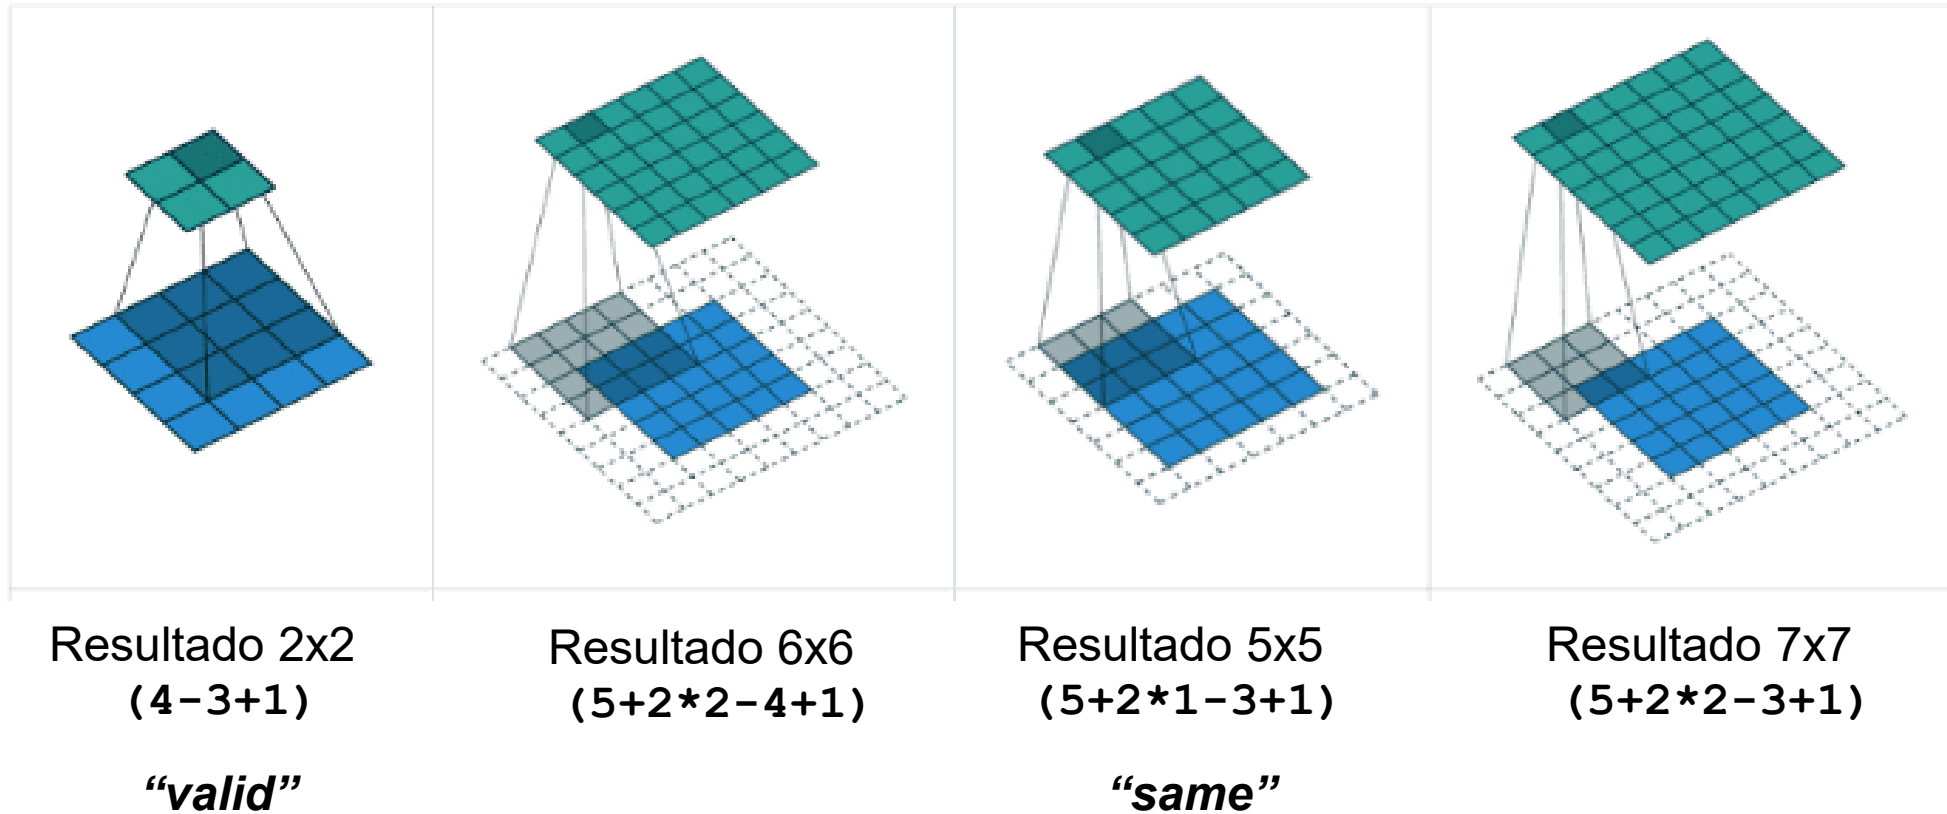 Resultado 2x2
(4-3+1)
“valid”
Resultado 6x6
(5+2*2-4+1)
Resultado 5x5
(5+2*1-3+1)
“same”
Resultado 7x7
(5+2*2-3+1)